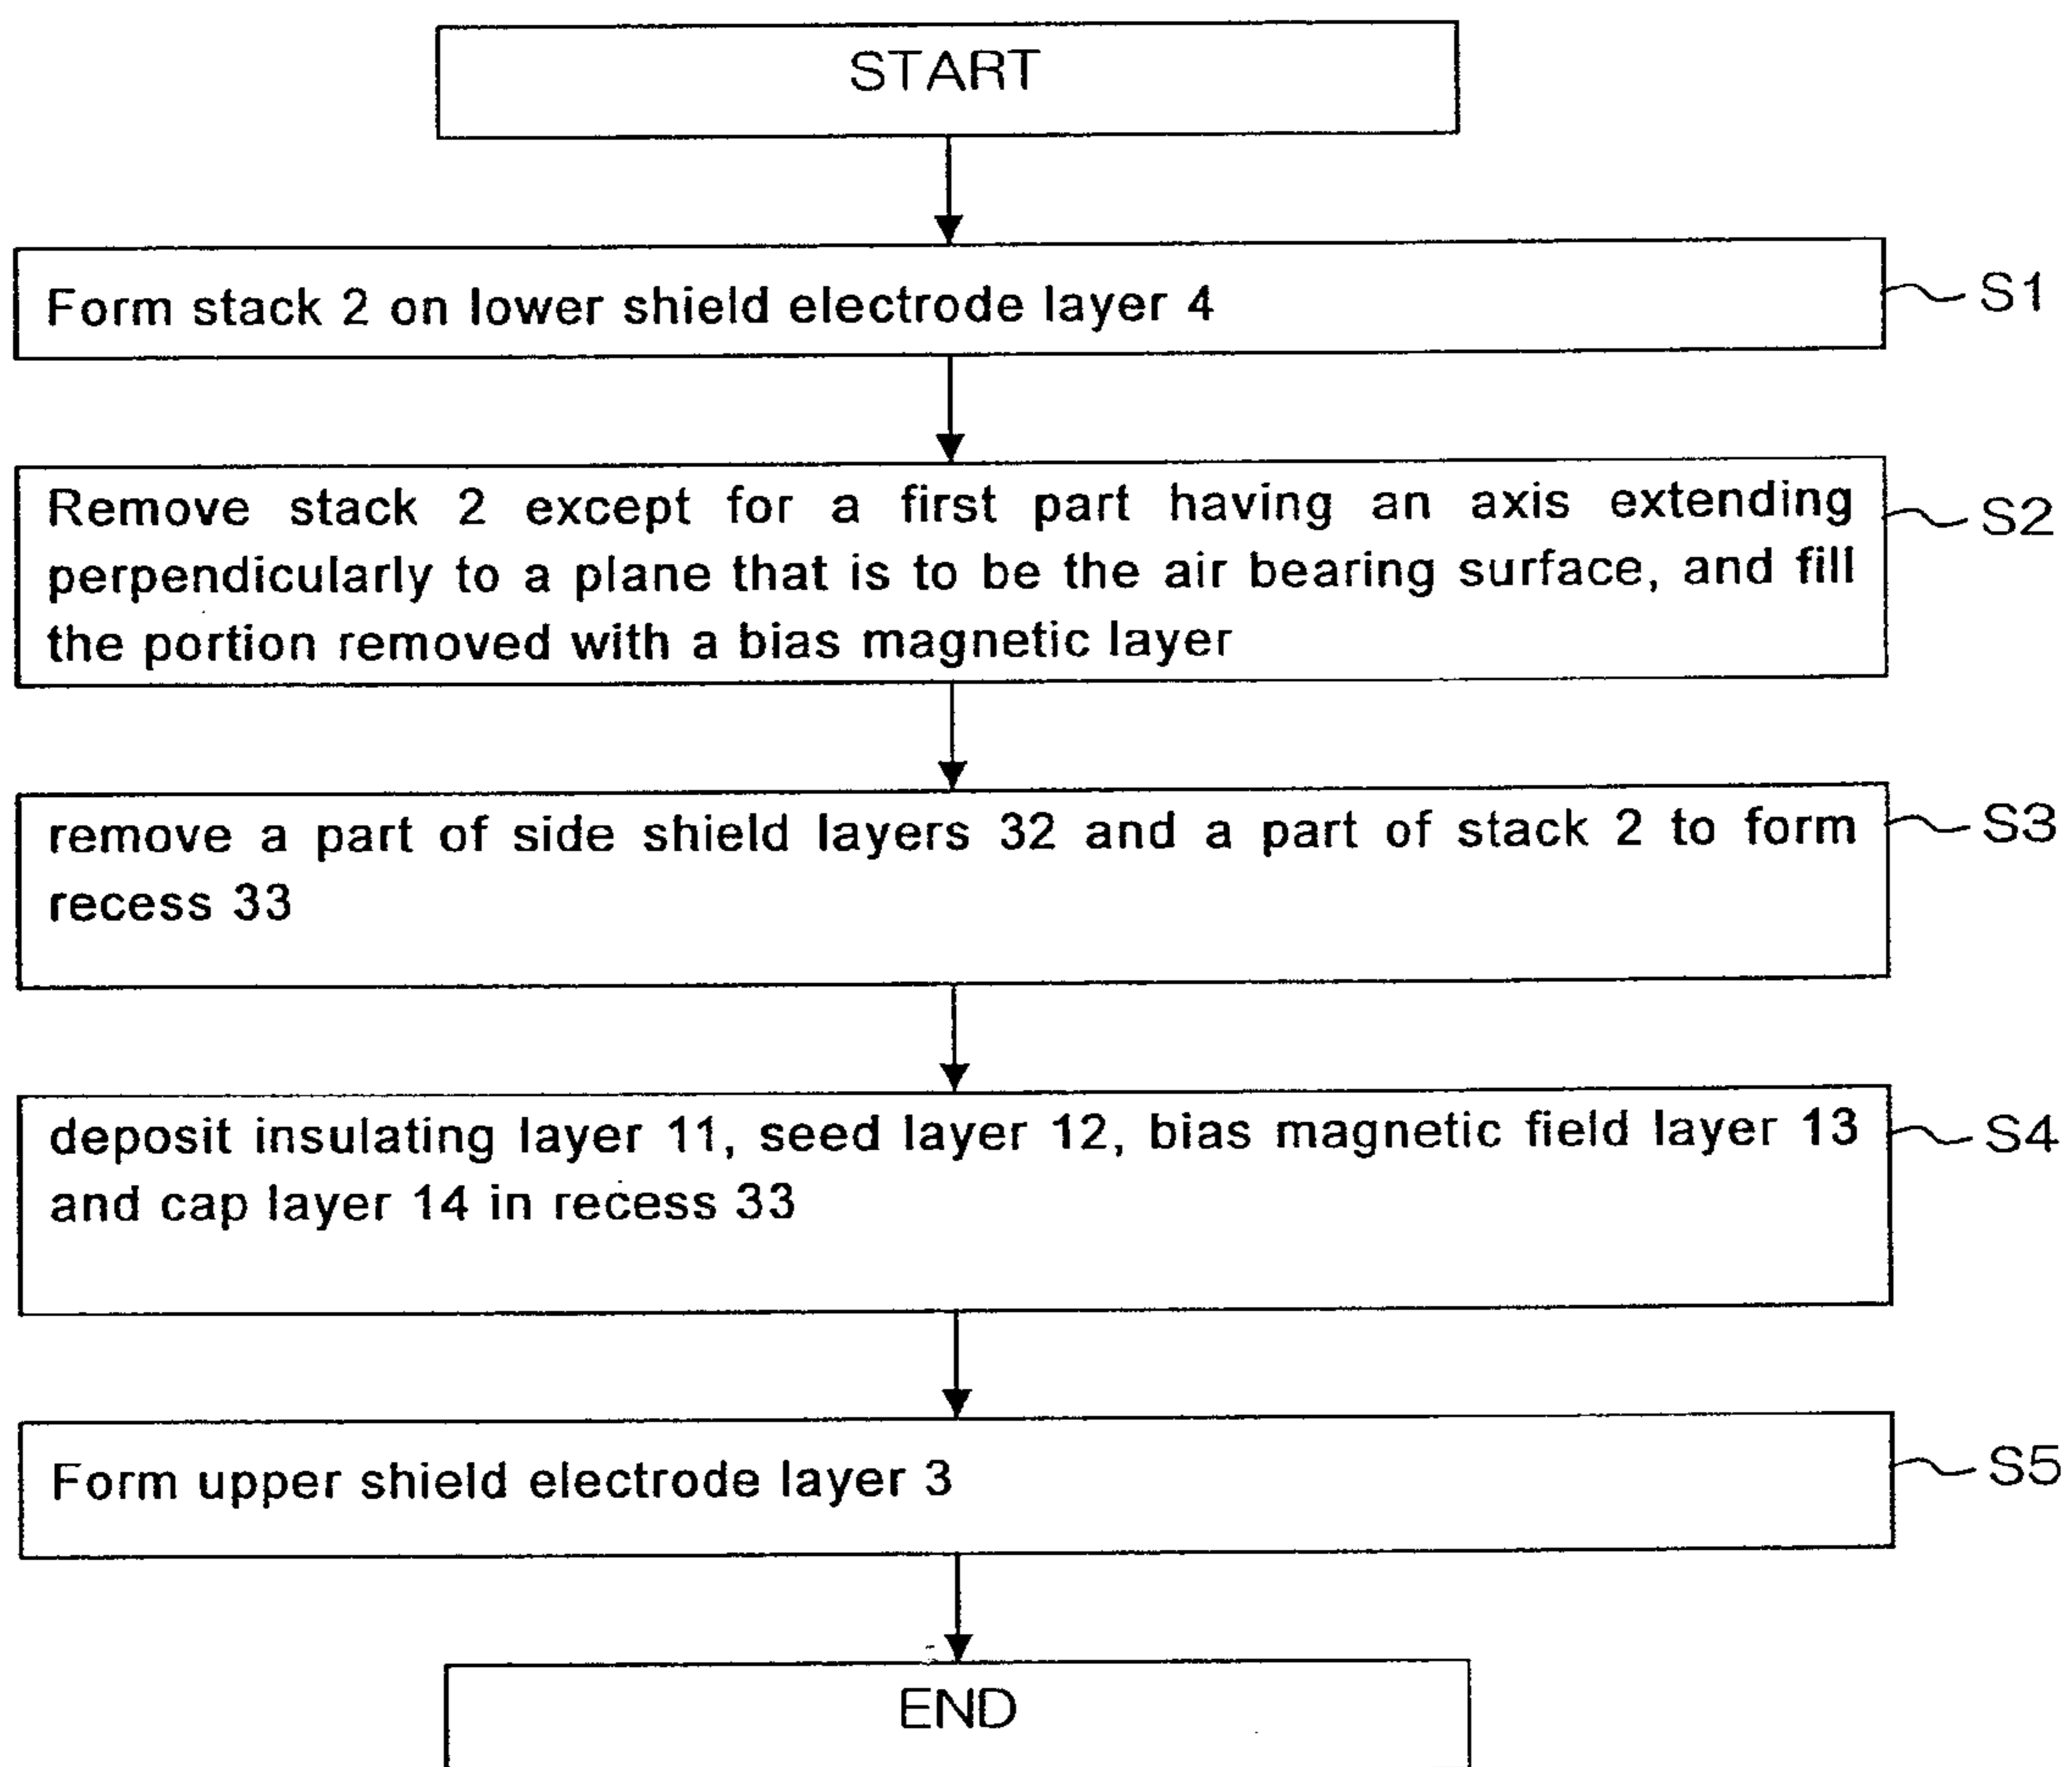 START
Form stack 2 on lower shield electrode layer 4
S1
Remove stack 2 except for a first part having an axis extending
perpendicularly to a plane that is to be the air bearing surface, and fill
the portion removed with a bias magnetic layer
S2
remove a part of side shield layers 32 and a part of stack 2 to form
recess 33
S3
deposit insulating layer 11, seed layer 12, bias magnetic field layer 13
and cap layer 14 in recess 33
S4
Form upper shield electrode layer 3
S5
END